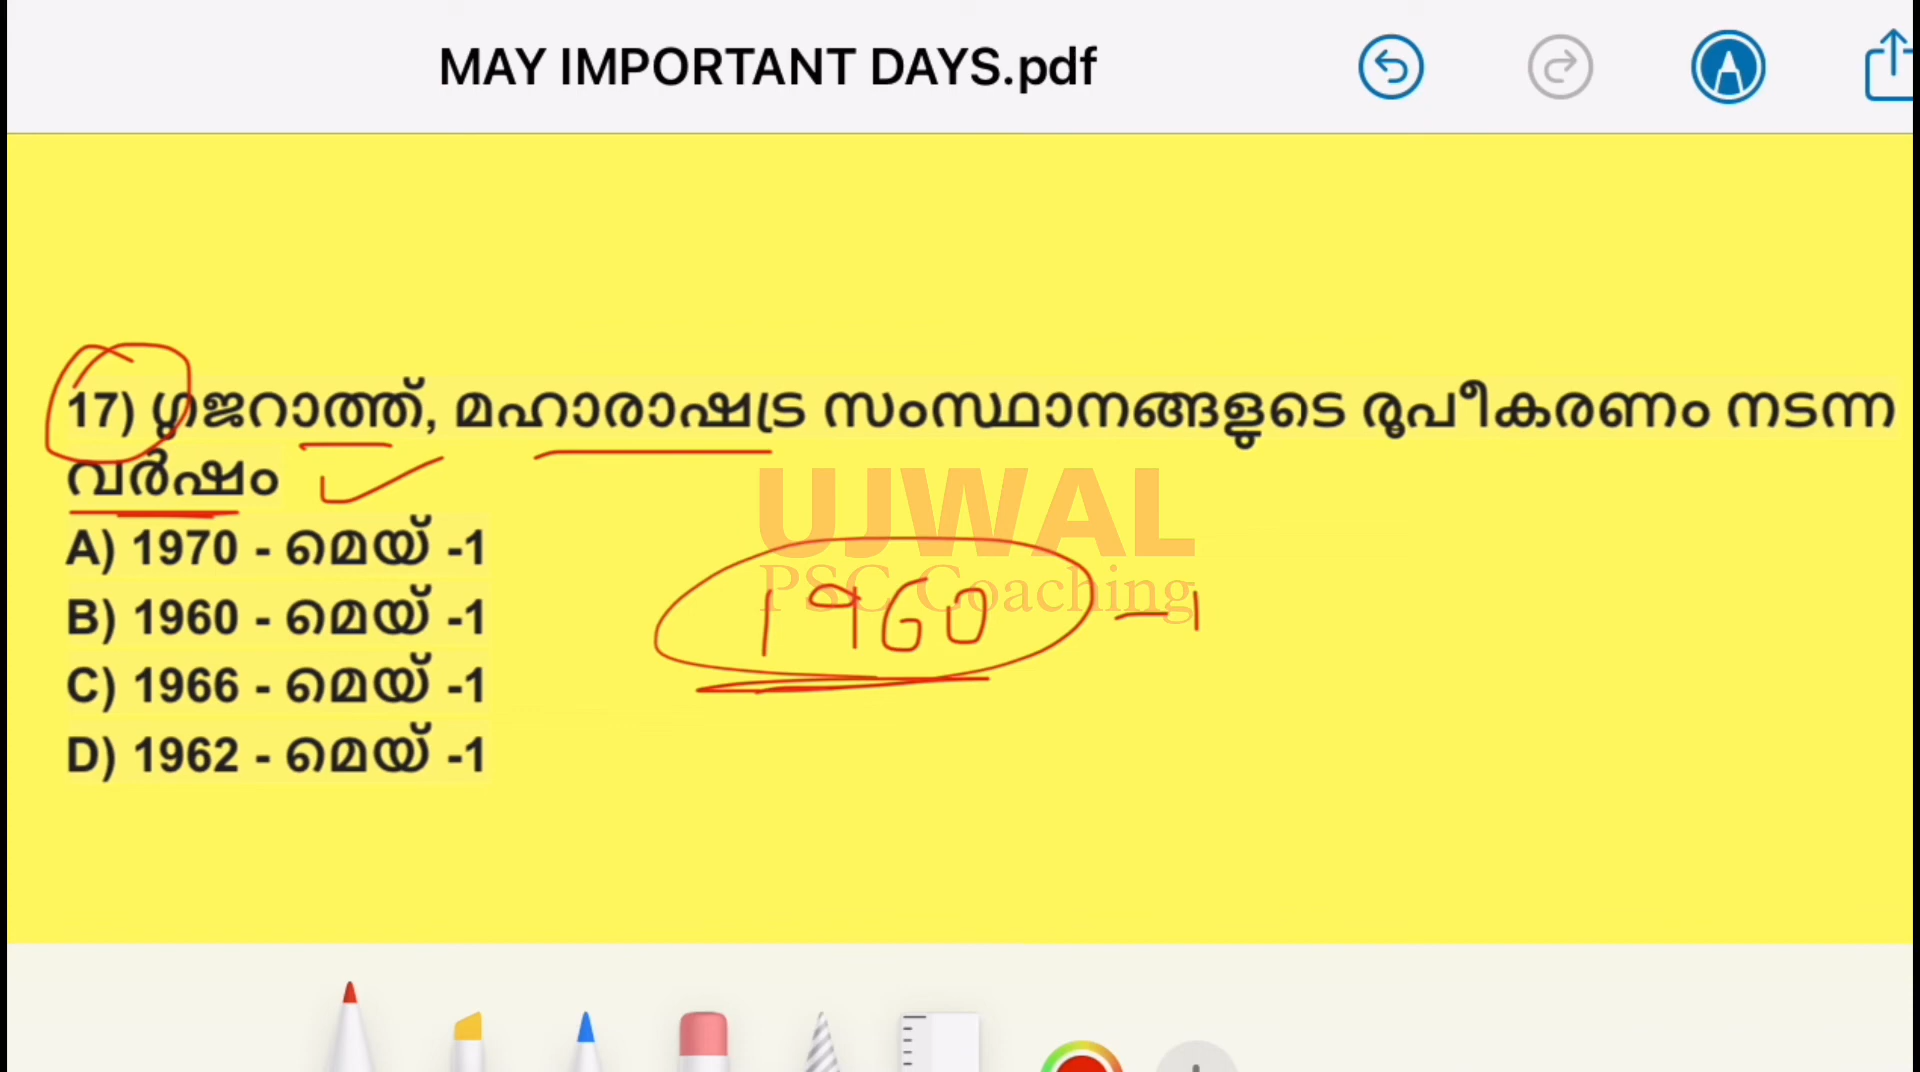 MAY IMPORTANT DAYS.pdf
17) ഗുജറാത്ത്, മഹാരാഷട്ര സംസ്ഥാനങ്ങളുടെ രൂപീകരണം നടന്ന
വർഷം
A) 1970 - മെയ് -1
B) 1960 - മെയ് -1
C) 1966 - മെയ് -1
D) 1962 - മെയ് -1
UJWAL
PSC Coaching
1960 - 1